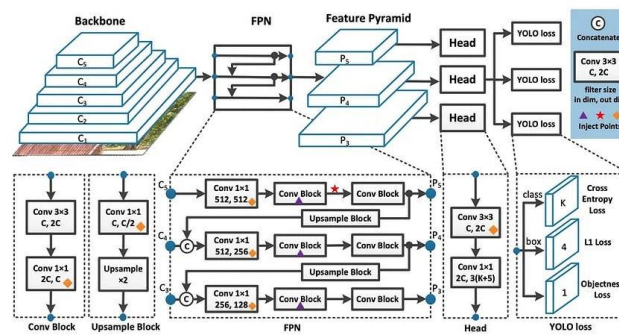 Backbone
FPN
Feature Pyramid
C5
C4
C3
C2
C1
P5
P4
P3
Head
Head
Head
YOLO loss
YOLO loss
YOLO loss
C
Concatenate
Conv 3×3
C, 2C
filter size
in dim, out di
Inject Points
Conv 3×3
C, 2C
Conv 1×1
2C, C
Conv Block
Conv 1×1
C, C/2
Upsample
×2
Upsample Block
C5
Conv 1×1
512, 512
Conv Block
Conv Block
P5
Upsample Block
C4
C
Conv 1×1
512, 256
Conv Block
Conv Block
P4
Upsample Block
C3
C
Conv 1×1
256, 128
Conv Block
Conv Block
P3
FPN
Conv 3×3
C, 2C
Conv 1×1
2C, 3(K+5)
Head
class
K
Cross
Entropy
Loss
box
4
L1 Loss
1
Objectness
Loss
YOLO loss